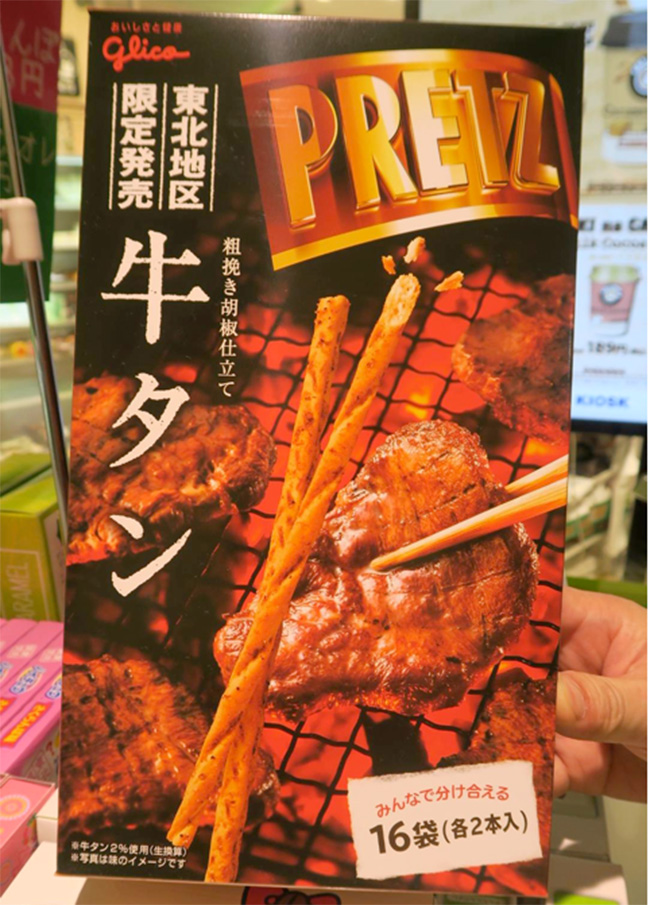 おいしさと健康
glico
PRETZ
東北地区
限定発売
牛タン
粗挽き胡椒仕立て
みんなで分け合える
16袋(各2本入)
※牛タン2%使用(生換算)
※写真は味のイメージです
KIOSK